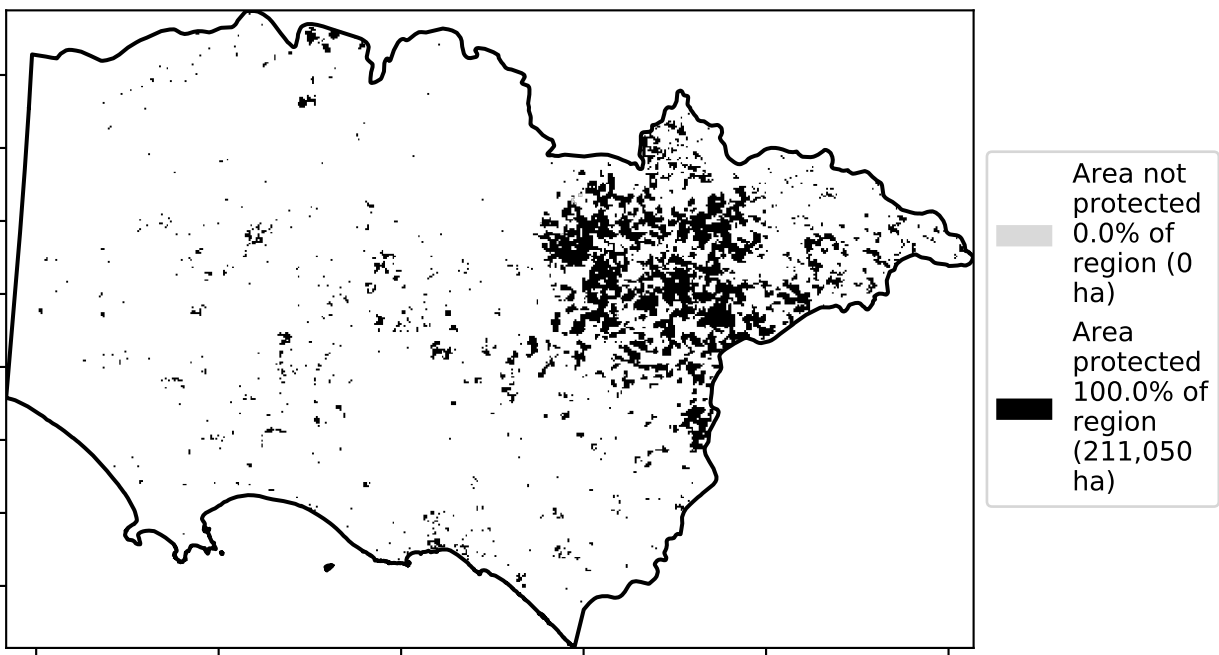 Area not
protected
0.0% of
region (0
ha)
Area
protected
100.0% of
region
(211,050
ha)